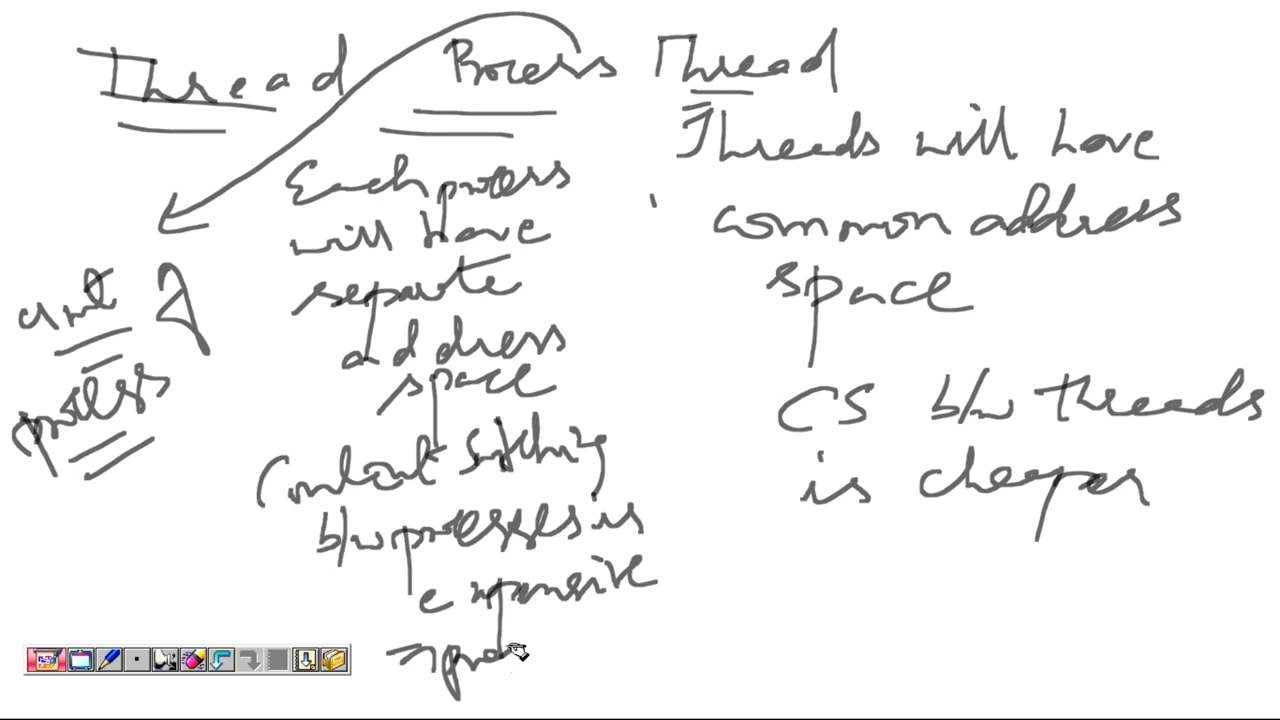 Thread Process Thread
Each process
will have
separate
address
space
Context switching
b/w processes is
expensive
unit
process
Threads will have
common address
space
CS b/w threads
is cheaper